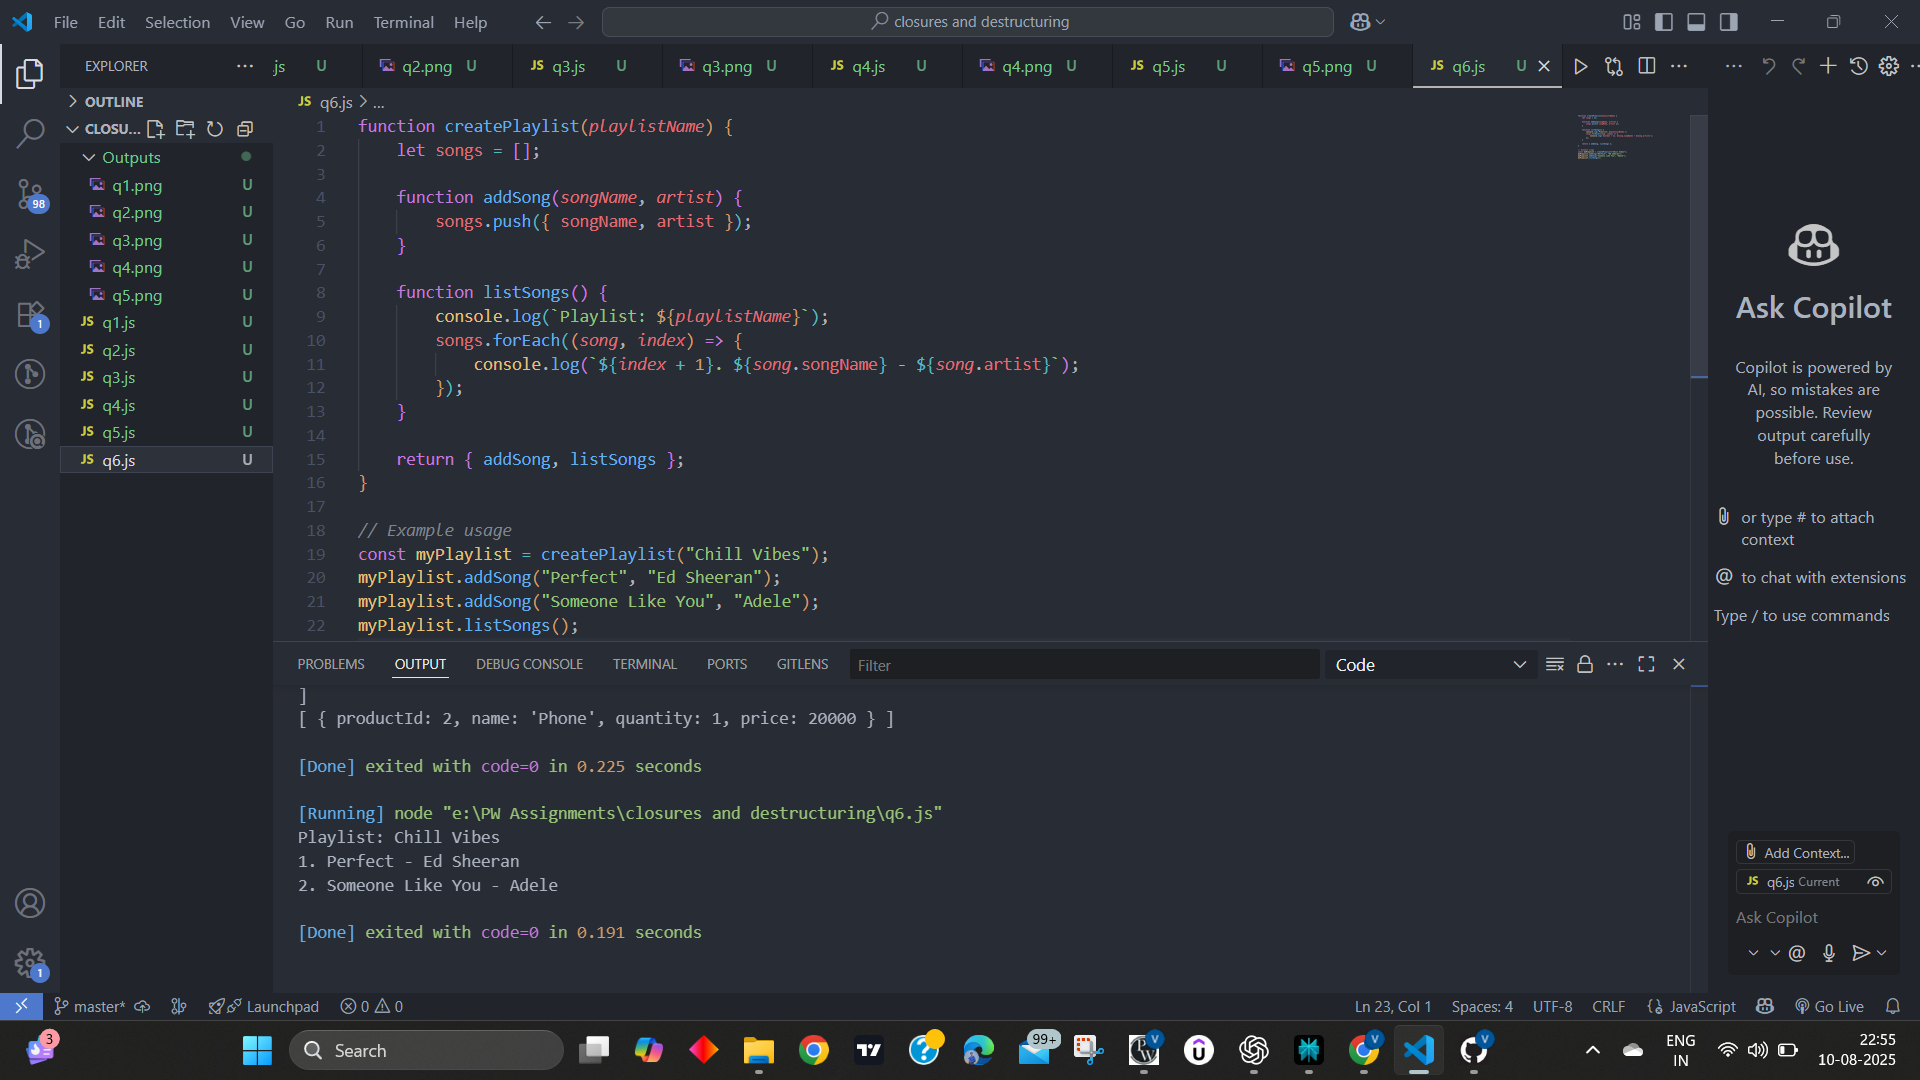 File Edit Selection View Go Run Terminal Help
closures and destructuring
EXPLORER
js U
q2.png U
JS q3.js U
q3.png U
JS q4.js U
q4.png U
JS q5.js U
q5.png U
JS q6.js U
OUTLINE
CLOSU...
Outputs
q1.png U
q2.png U
q3.png U
q4.png U
q5.png U
JS q1.js U
JS q2.js U
JS q3.js U
JS q4.js U
JS q5.js U
JS q6.js U
98
1
1
JS q6.js > ...
1 function createPlaylist(playlistName) {
2 let songs = [];
3
4 function addSong(songName, artist) {
5 songs.push({ songName, artist });
6 }
7
8 function listSongs() {
9 console.log(`Playlist: ${playlistName}`);
10 songs.forEach((song, index) => {
11 console.log(`${index + 1}. ${song.songName} - ${song.artist}`);
12 });
13 }
14
15 return { addSong, listSongs };
16 }
17
18 // Example usage
19 const myPlaylist = createPlaylist("Chill Vibes");
20 myPlaylist.addSong("Perfect", "Ed Sheeran");
21 myPlaylist.addSong("Someone Like You", "Adele");
22 myPlaylist.listSongs();
PROBLEMS OUTPUT DEBUG CONSOLE TERMINAL PORTS GITLENS
Filter
Code
]
[ { productId: 2, name: 'Phone', quantity: 1, price: 20000 } ]
[Done] exited with code=0 in 0.225 seconds
[Running] node "e:\PW Assignments\closures and destructuring\q6.js"
Playlist: Chill Vibes
1. Perfect - Ed Sheeran
2. Someone Like You - Adele
[Done] exited with code=0 in 0.191 seconds
Ask Copilot
Copilot is powered by
AI, so mistakes are
possible. Review
output carefully
before use.
or type # to attach
context
@ to chat with extensions
Type / to use commands
Add Context...
JS q6.js Current
Ask Copilot
master*
Launchpad
0 0
Ln 23, Col 1
Spaces: 4
UTF-8
CRLF
{} JavaScript
Go Live
3
Search
99+
ENG
IN
22:55
10-08-2025